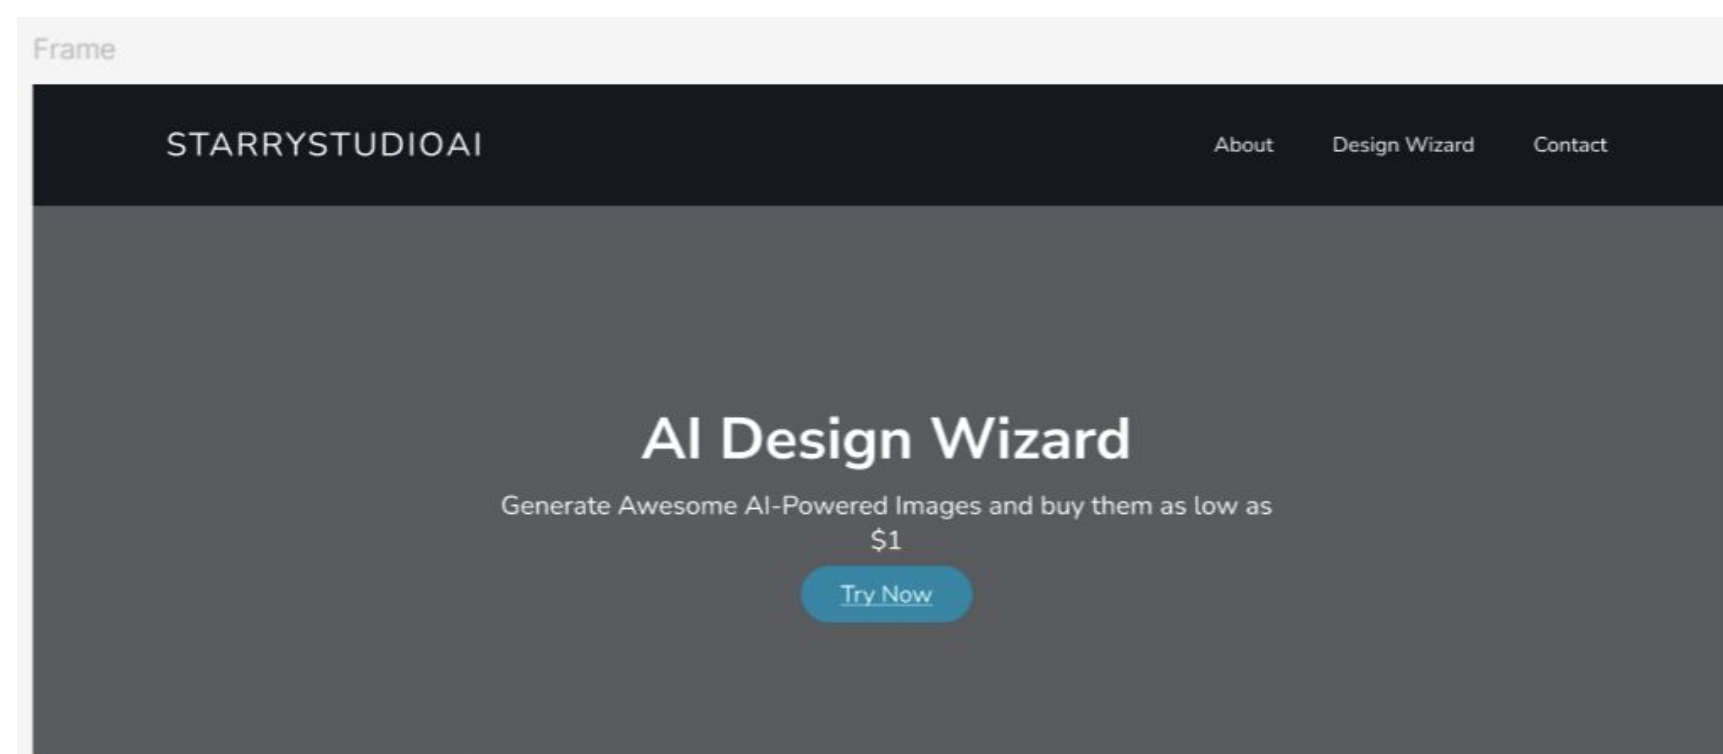 Frame
STARRYSTUDIOAI
About Design Wizard Contact
AI Design Wizard
Generate Awesome AI-Powered Images and buy them as low as
$1
Try Now